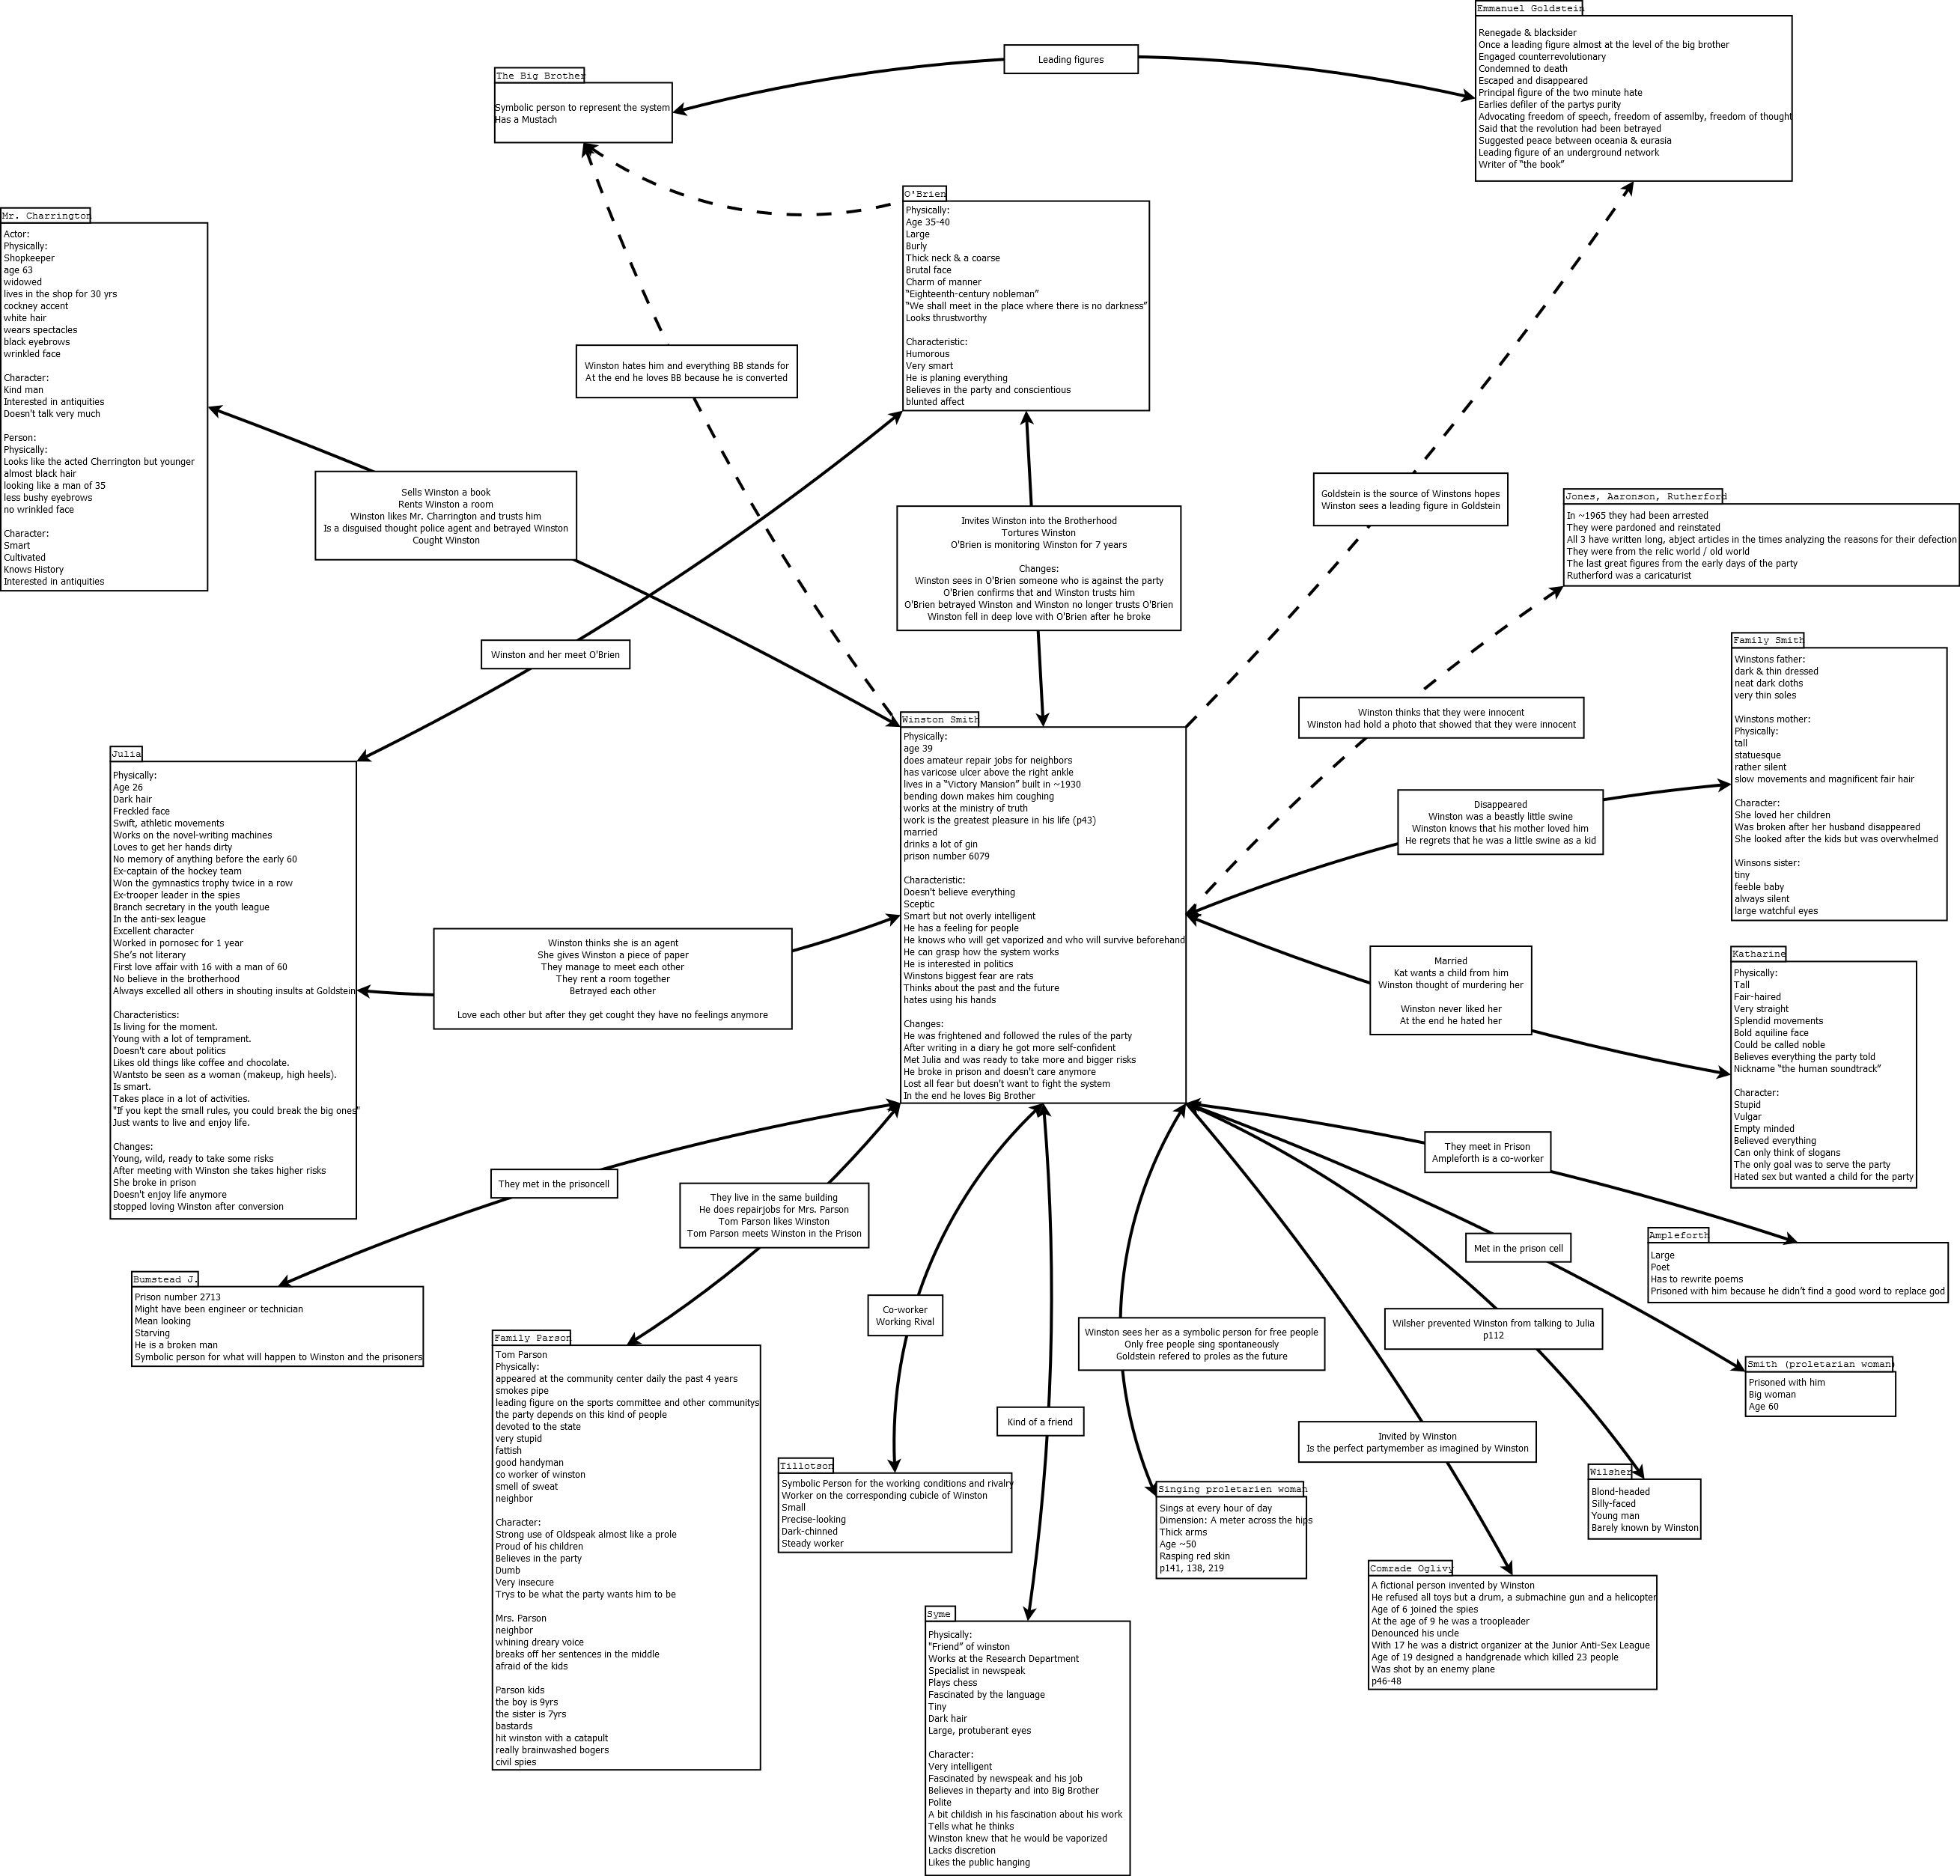 Emmanuel Goldstein
Renegade & blacksider
Once a leading figure almost at the level of the big brother
Engaged counterrevolutionary
Condemned to death
Escaped and disappeared
Principal figure of the two minute hate
Earlies defiler of the partys purity
Advocating freedom of speech, freedom of assemlby, freedom of thought
Said that the revolution had been betrayed
Suggested peace between oceania & eurasia
Leading figure of an underground network
Writer of “the book”
Leading figures
The Big Brother
Symbolic person to represent the system
Has a Mustach
O'Brien
Physically:
Age 35-40
Large
Burly
Thick neck & a coarse
Brutal face
Charm of manner
“Eighteenth-century nobleman”
“We shall meet in the place where there is no darkness”
Looks thrustworthy
Characteristic:
Humorous
Very smart
He is planing everything
Believes in the party and conscientious
blunted affect
Mr. Charrington
Actor:
Physically:
Shopkeeper
age 63
widowed
lives in the shop for 30 yrs
cockney accent
white hair
wears spectacles
black eyebrows
wrinkled face
Character:
Kind man
Interested in antiquities
Doesn't talk very much
Person:
Physically:
Looks like the acted Cherrington but younger
almost black hair
looking like a man of 35
less bushy eyebrows
no wrinkled face
Character:
Smart
Cultivated
Knows History
Interested in antiquities
Winston hates him and everything BB stands for
At the end he loves BB because he is converted
Sells Winston a book
Rents Winston a room
Winston likes Mr. Charrington and trusts him
Is a disguised thought police agent and betrayed Winston
Cought Winston
Invites Winston into the Brotherhood
Tortures Winston
O'Brien is monitoring Winston for 7 years
Changes:
Winston sees in O'Brien someone who is against the party
O'Brien confirms that and Winston trusts him
O'Brien betrayed Winston and Winston no longer trusts O'Brien
Winston fell in deep love with O'Brien after he broke
Goldstein is the source of Winstons hopes
Winston sees a leading figure in Goldstein
Jones, Aaronson, Rutherford
In ~1965 they had been arrested
They were pardoned and reinstated
All 3 have written long, abject articles in the times analyzing the reasons for their defection
They were from the relic world / old world
The last great figures from the early days of the party
Rutherford was a caricaturist
Winston and her meet O'Brien
Winston thinks that they were innocent
Winston had hold a photo that showed that they were innocent
Family Smith
Winstons father:
dark & thin dressed
neat dark cloths
very thin soles
Winstons mother:
Physically:
tall
statuesque
rather silent
slow movements and magnificent fair hair
Character:
She loved her children
Was broken after her husband disappeared
She looked after the kids but was overwhelmed
Winsons sister:
tiny
feeble baby
always silent
large watchful eyes
Winston Smith
Physically:
age 39
does amateur repair jobs for neighbors
has varicose ulcer above the right ankle
lives in a “Victory Mansion” built in ~1930
bending down makes him coughing
works at the ministry of truth
work is the greatest pleasure in his life (p43)
married
drinks a lot of gin
prison number 6079
Characteristic:
Doesn't believe everything
Sceptic
Smart but not overly intelligent
He has a feeling for people
He knows who will get vaporized and who will survive beforehand
He can grasp how the system works
He is interested in politics
Winstons biggest fear are rats
Thinks about the past and the future
hates using his hands
Changes:
He was frightened and followed the rules of the party
After writing in a diary he got more self-confident
Met Julia and was ready to take more and bigger risks
He broke in prison and doesn't care anymore
Lost all fear but doesn't want to fight the system
In the end he loves Big Brother
Julia
Physically:
Age 26
Dark hair
Freckled face
Swift, athletic movements
Works on the novel-writing machines
Loves to get her hands dirty
No memory of anything before the early 60
Ex-captain of the hockey team
Won the gymnastics trophy twice in a row
Ex-trooper leader in the spies
Branch secretary in the youth league
In the anti-sex league
Excellent character
Worked in pornosec for 1 year
She's not literary
First love affair with 16 with a man of 60
No believe in the brotherhood
Always excelled all others in shouting insults at Goldstein
Characteristics:
Is living for the moment.
Young with a lot of temprament.
Doesn't care about politics
Likes old things like coffee and chocolate.
Wantsto be seen as a woman (makeup, high heels).
Is smart.
Takes place in a lot of activities.
"If you kept the small rules, you could break the big ones"
Just wants to live and enjoy life.
Changes:
Young, wild, ready to take some risks
After meeting with Winston she takes higher risks
She broke in prison
Doesn't enjoy life anymore
stopped loving Winston after conversion
Disappeared
Winston was a beastly little swine
Winston knows that his mother loved him
He regrets that he was a little swine as a kid
Winston thinks she is an agent
She gives Winston a piece of paper
They manage to meet each other
They rent a room together
Betrayed each other
Love each other but after they get cought they have no feelings anymore
Married
Kat wants a child from him
Winston thought of murdering her
Winston never liked her
At the end he hated her
Katharine
Physically:
Tall
Fair-haired
Very straight
Splendid movements
Bold aquiline face
Could be called noble
Believes everything the party told
Nickname “the human soundtrack”
Character:
Stupid
Vulgar
Empty minded
Believed everything
Can only think of slogans
The only goal was to serve the party
Hated sex but wanted a child for the party
They met in the prisoncell
They live in the same building
He does repairjobs for Mrs. Parson
Tom Parson likes Winston
Tom Parson meets Winston in the Prison
They meet in Prison
Ampleforth is a co-worker
Met in the prison cell
Ampleforth
Large
Poet
Has to rewrite poems
Prisoned with him because he didn't find a good word to replace god
Bumstead J.
Prison number 2713
Might have been engineer or technician
Mean looking
Starving
He is a broken man
Symbolic person for what will happen to Winston and the prisoners
Co-worker
Working Rival
Winston sees her as a symbolic person for free people
Only free people sing spontaneously
Goldstein refered to proles as the future
Wilsher prevented Winston from talking to Julia
p112
Smith (proletarian woman)
Prisoned with him
Big woman
Age 60
Family Parson
Tom Parson
Physically:
appeared at the community center daily the past 4 years
smokes pipe
leading figure on the sports committee and other communitys
the party depends on this kind of people
devoted to the state
very stupid
fattish
good handyman
co worker of winston
smell of sweat
neighbor
Character:
Strong use of Oldspeak almost like a prole
Proud of his children
Believes in the party
Dumb
Very insecure
Trys to be what the party wants him to be
Mrs. Parson
neighbor
whining dreary voice
breaks off her sentences in the middle
afraid of the kids
Parson kids
the boy is 9yrs
the sister is 7yrs
bastards
hit winston with a catapult
really brainwashed bogers
civil spies
Kind of a friend
Invited by Winston
Is the perfect partymember as imagined by Winston
Tillotson
Symbolic Person for the working conditions and rivalry
Worker on the corresponding cubicle of Winston
Small
Precise-looking
Dark-chinned
Steady worker
Singing proletarien woman
Sings at every hour of day
Dimension: A meter across the hips
Thick arms
Age ~50
Rasping red skin
p141, 138, 219
Wilsher
Blond-headed
Silly-faced
Young man
Barely known by Winston
Comrade Oglivy
A fictional person invented by Winston
He refused all toys but a drum, a submachine gun and a helicopter
Age of 6 joined the spies
At the age of 9 he was a troopleader
Denounced his uncle
With 17 he was a district organizer at the Junior Anti-Sex League
Age of 19 designed a handgrenade which killed 23 people
Was shot by an enemy plane
p46-48
Syme
Physically:
"Friend” of winston
Works at the Research Department
Specialist in newspeak
Plays chess
Fascinated by the language
Tiny
Dark hair
Large, protuberant eyes
Character:
Very intelligent
Fascinated by newspeak and his job
Believes in theparty and into Big Brother
Polite
A bit childish in his fascination about his work
Tells what he thinks
Winston knew that he would be vaporized
Lacks discretion
Likes the public hanging